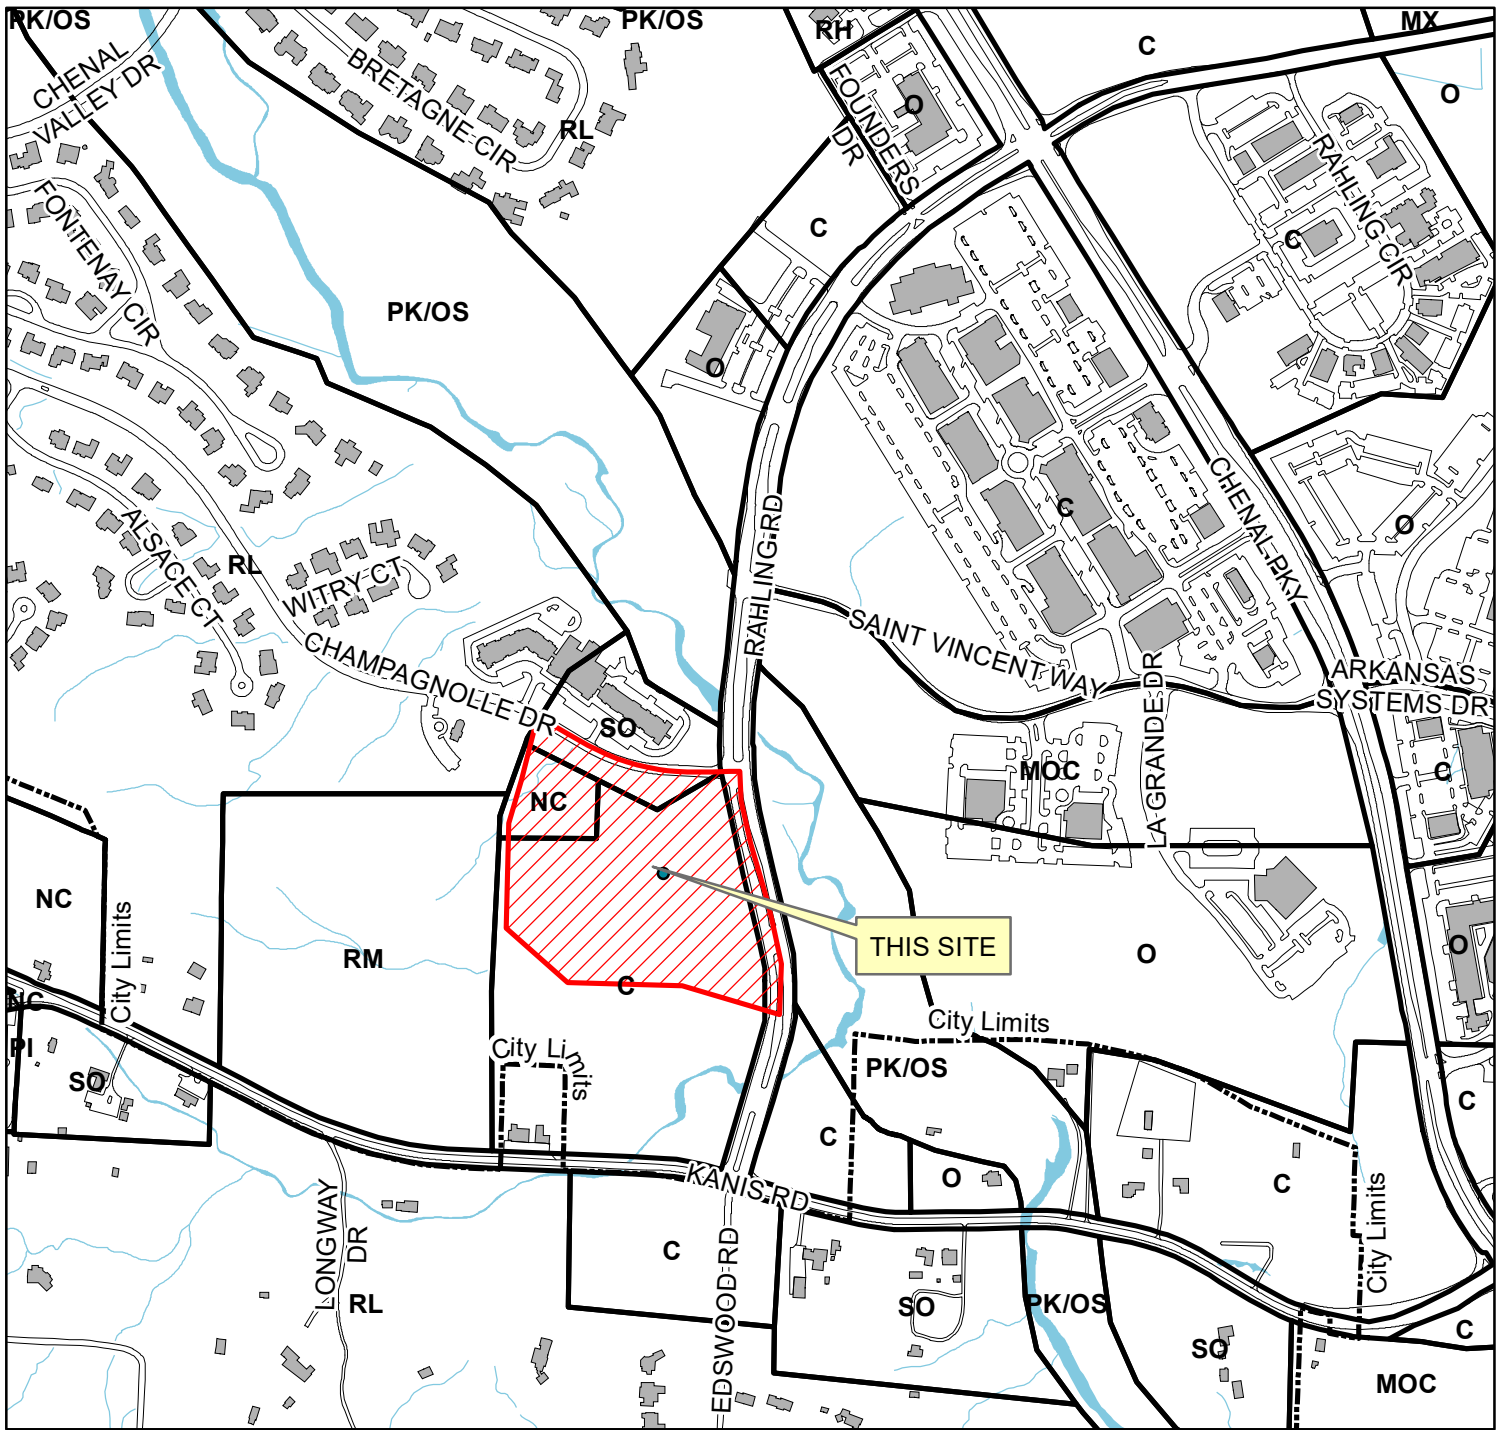 PK/OS
PK/OS
RH
C
MX
CHENAL
VALLEY DR
BRETAGNE CIR
RL
FOUNDERS
DR
O
O
RAHLING CIR
FONTENAY CIR
C
C
PK/OS
O
RAHLING RD
C
CHENAL PKY
O
ALSACE CT
RL
WITRY CT
CHAMPAGNOLLE DR
SAINT VINCENT WAY
LA GRANDE DR
ARKANSAS
SYSTEMS DR
SO
MOC
C
NC
NC
City Limits
RM
THIS SITE
O
O
C
NC
PI
SO
City Limits
City Limits
PK/OS
C
C
O
C
KANIS RD
City Limits
LONGWAY
DR
RL
C
EDSWOOD RD
SO
PK/OS
SO
C
MOC